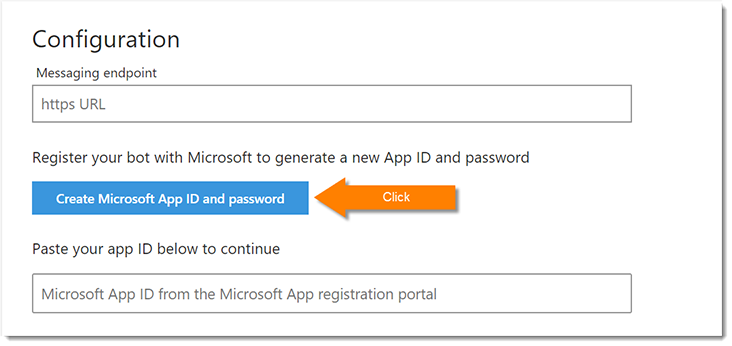 Configuration
Messaging endpoint
https URL
Register your bot with Microsoft to generate a new App ID and password
Create Microsoft App ID and password
Click
Paste your app ID below to continue
Microsoft App ID from the Microsoft App registration portal